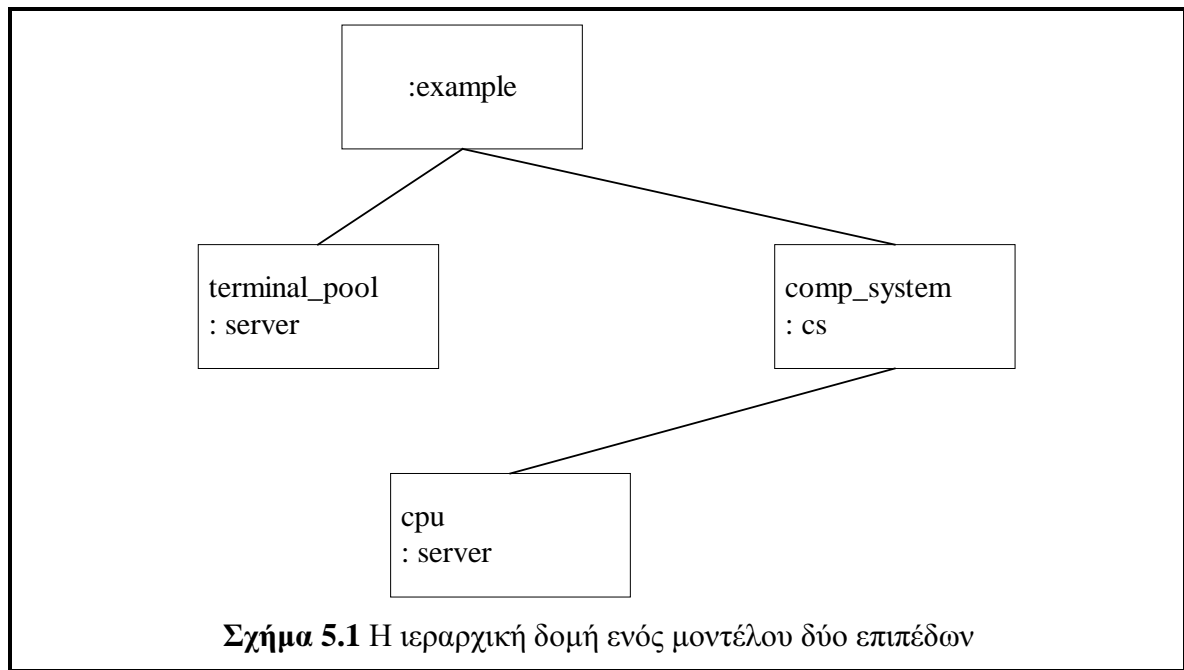 :example
terminal_pool
: server
comp_system
: cs
cpu
: server
Σχήμα 5.1 Η ιεραρχική δομή ενός μοντέλου δύο επιπέδων